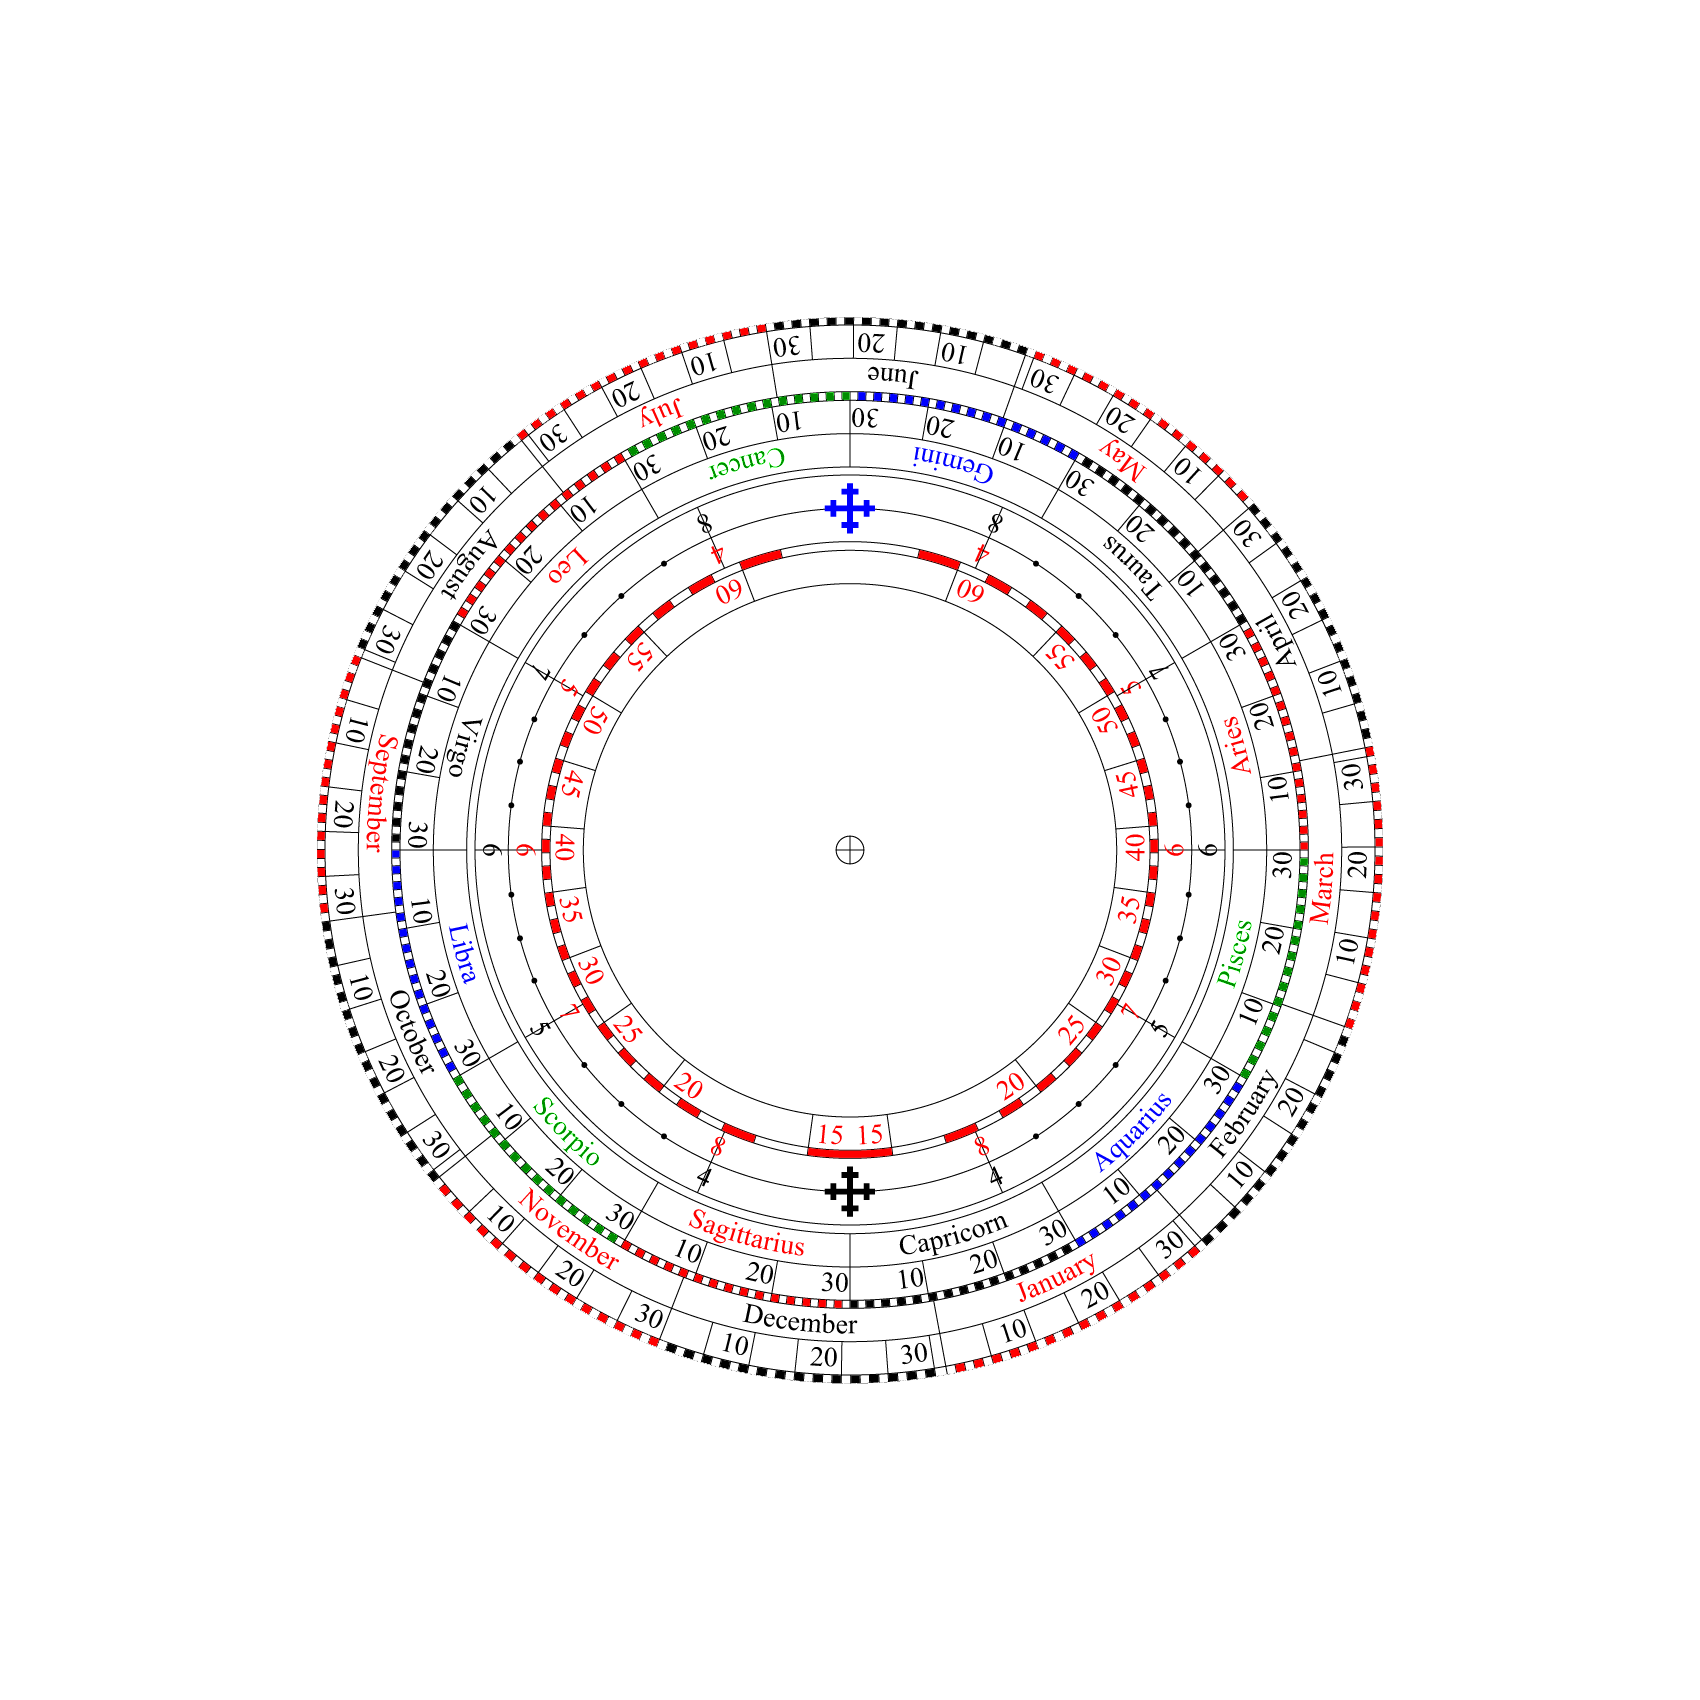 10 20 30
January
10 20
February
10 20 30
March
10 20 30
April
10 20 30
May
10 20 30
June
10 20 30
July
10 20 30
August
10 20 30
September
10 20 30
October
10 20 30
November
10 20 30
December
10 20 30
Capricorn
10 20 30
Aquarius
10 20 30
Pisces
10 20 30
Aries
10 20 30
Taurus
10 20 30
Gemini
10 20 30
Cancer
10 20 30
Leo
10 20 30
Virgo
10 20 30
Libra
10 20 30
Scorpio
10 20 30
Sagittarius
4 5 6 7 8
8 7 6 5 4
8 7 6 5 4
4 5 6 7 8
15 20 25 30 35 40 45 50 55 60
60 55 50 45 40 35 30 25 20 15